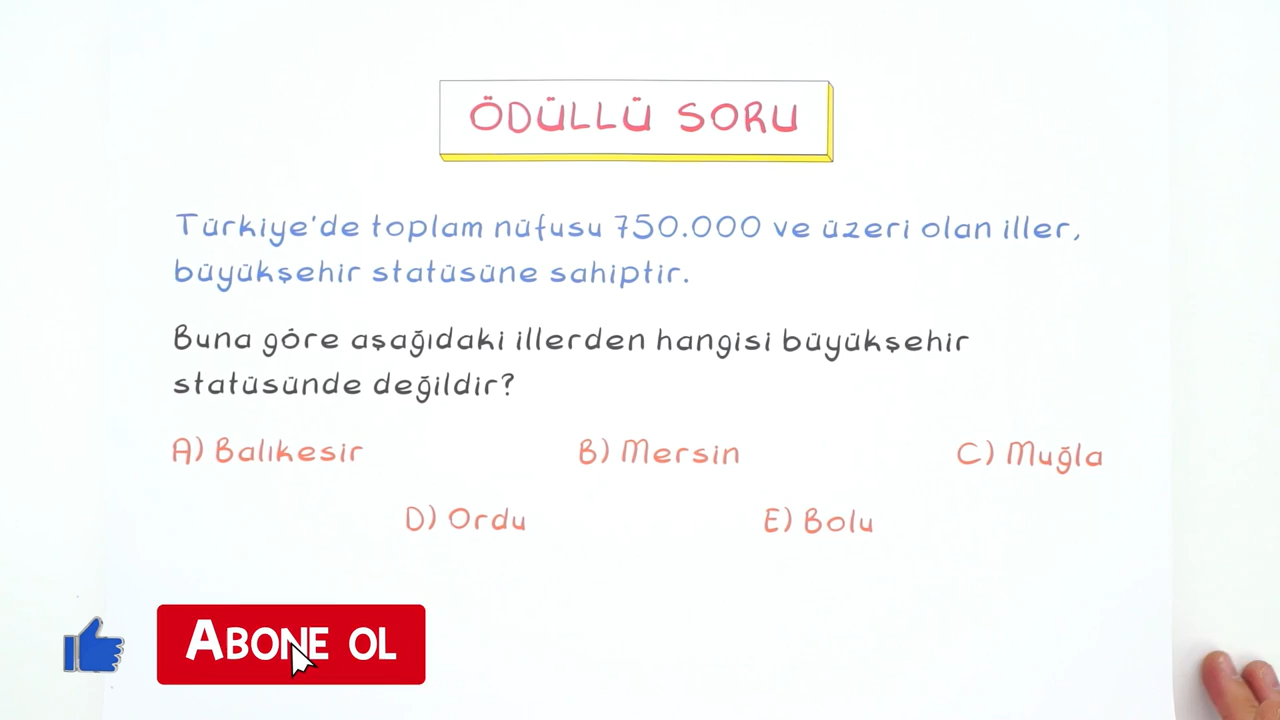 ÖDÜLLÜ SORU
Türkiye'de toplam nüfusu 750.000 ve üzeri olan iller,
büyükşehir statüsüne sahiptir.
Buna göre aşağıdaki illerden hangisi büyükşehir
statüsünde değildir?
A) Balıkesir B) Mersin C) Muğla
D) Ordu E) Bolu
ABONE OL